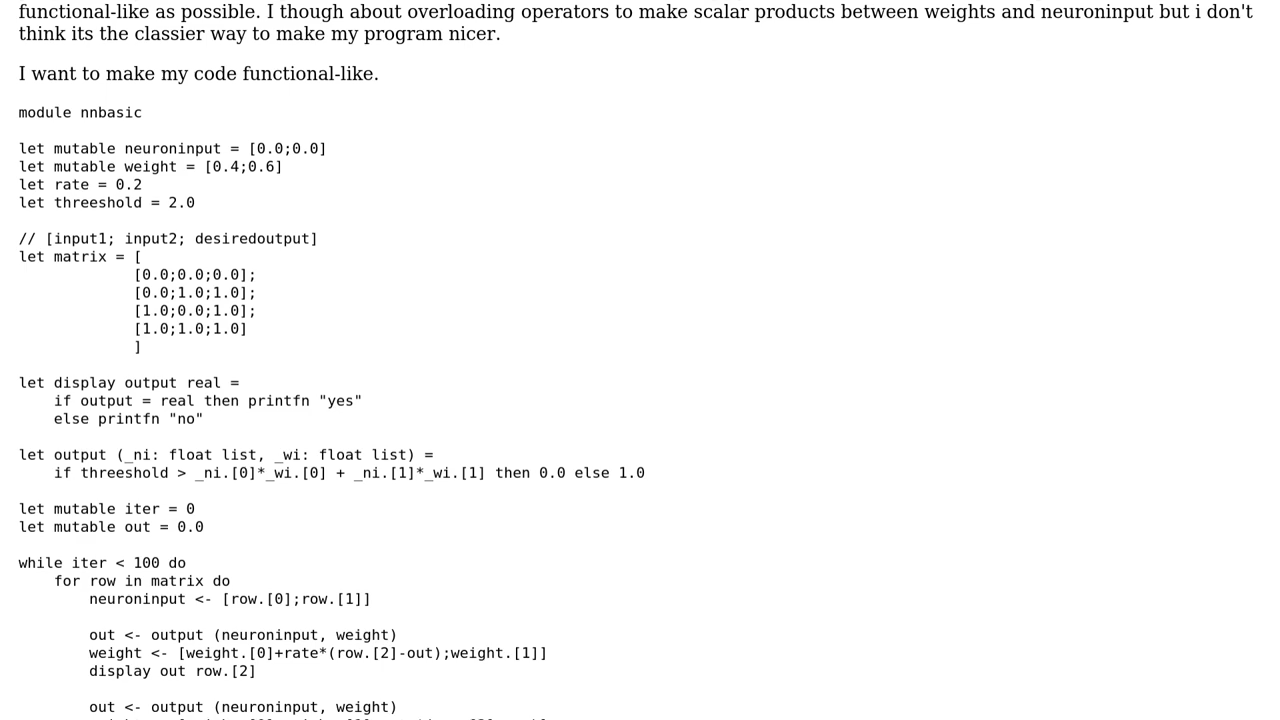 functional-like as possible. I though about overloading operators to make scalar products between weights and neuroninput but i don't
think its the classier way to make my program nicer.
I want to make my code functional-like.
module nnbasic
let mutable neuroninput = [0.0;0.0]
let mutable weight = [0.4;0.6]
let rate = 0.2
let threeshold = 2.0
// [input1; input2; desiredoutput]
let matrix = [
             [0.0;0.0;0.0];
             [0.0;1.0;1.0];
             [1.0;0.0;1.0];
             [1.0;1.0;1.0]
             ]
let display output real =
    if output = real then printfn "yes"
    else printfn "no"
let output (_ni: float list, _wi: float list) =
    if threeshold > _ni.[0]*_wi.[0] + _ni.[1]*_wi.[1] then 0.0 else 1.0
let mutable iter = 0
let mutable out = 0.0
while iter < 100 do
    for row in matrix do
        neuroninput <- [row.[0];row.[1]]
        out <- output (neuroninput, weight)
        weight <- [weight.[0]+rate*(row.[2]-out);weight.[1]]
        display out row.[2]
        out <- output (neuroninput, weight)